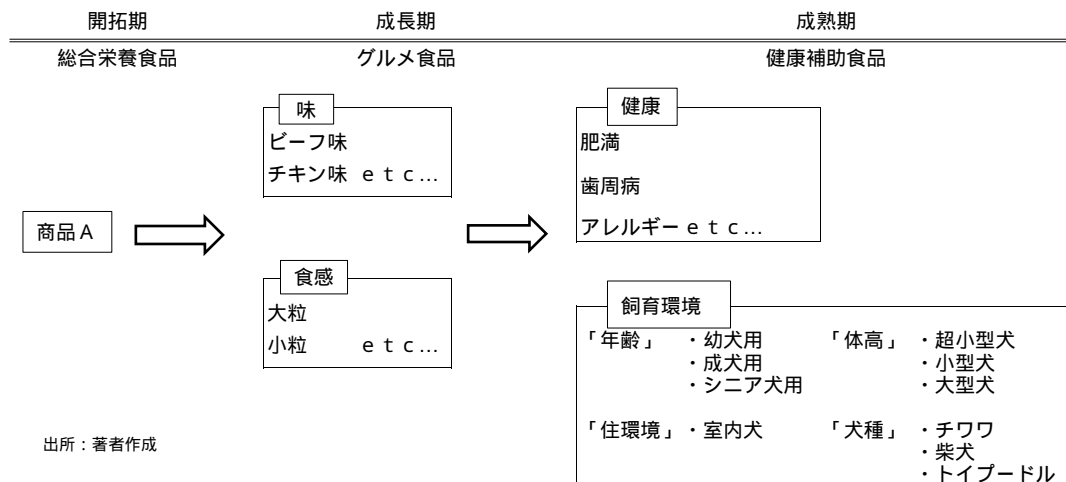 開拓期 成長期 成熟期
総合栄養食品 グルメ食品 健康補助食品
味
ビーフ味
チキン味 ｅｔｃ…
商品Ａ
食感
大粒
小粒 ｅｔｃ…
健康
肥満
歯周病
アレルギーｅｔｃ…
飼育環境
「年齢」 ・幼犬用 「体高」 ・超小型犬
・成犬用 ・小型犬
・シニア犬用 ・大型犬
「住環境」・室内犬 「犬種」 ・チワワ
・柴犬
・トイプードル
出所：著者作成